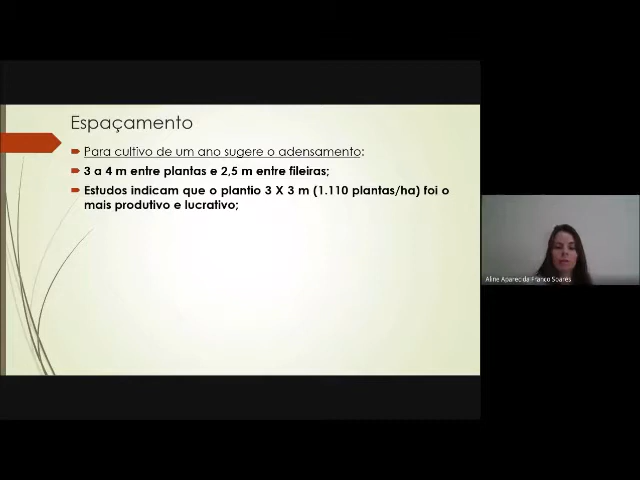 Espaçamento
Para cultivo de um ano sugere o adensamento:
3 a 4 m entre plantas e 2,5 m entre fileiras;
Estudos indicam que o plantio 3 X 3 m (1.110 plantas/ha) foi o
mais produtivo e lucrativo;
Aline Aparecida Franco Soares